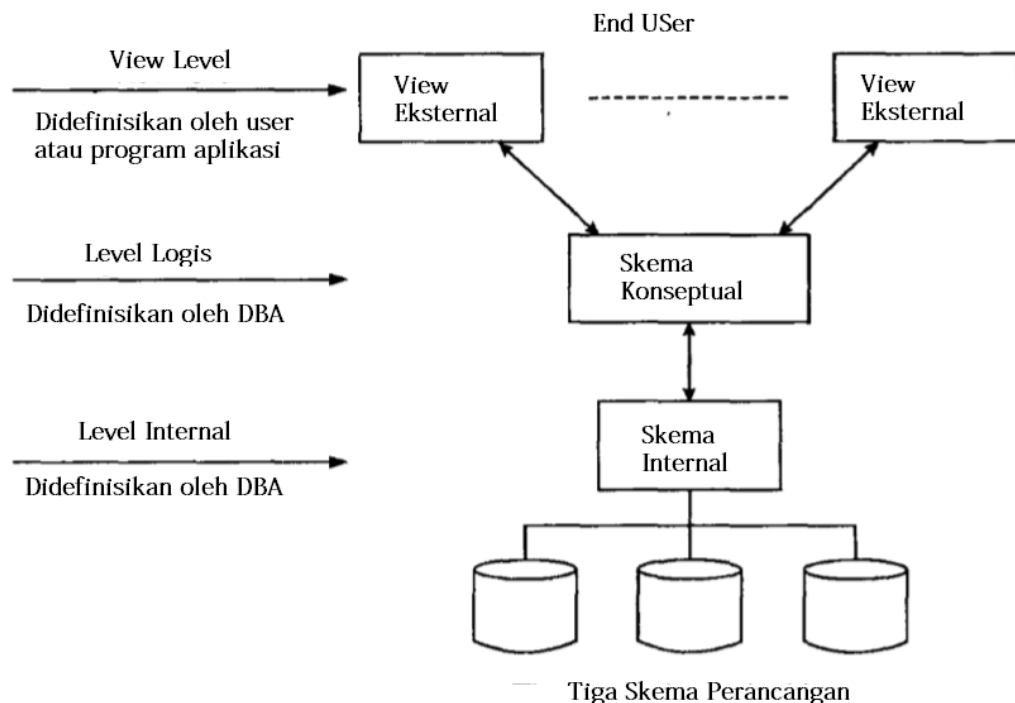 End USer
View Level
View
Eksternal
View
Eksternal
Didefinisikan oleh user
atau program aplikasi
Level Logis
Skema
Konseptual
Didefinisikan oleh DBA
Level Internal
Skema
Internal
Didefinisikan oleh DBA
Tiga Skema Perancangan